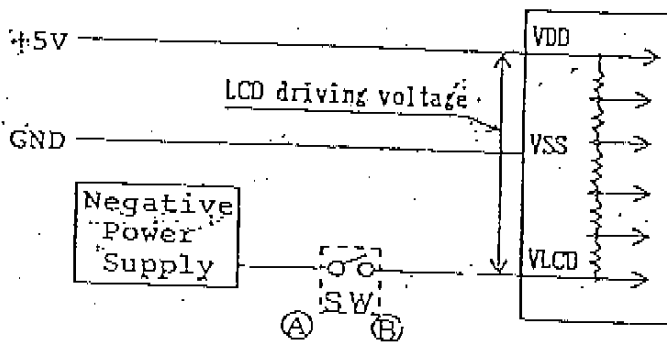 +5V
VDD
LCD driving voltage
GND
VSS
Negative
Power
Supply
VLCD
SW
Ⓐ Ⓑ